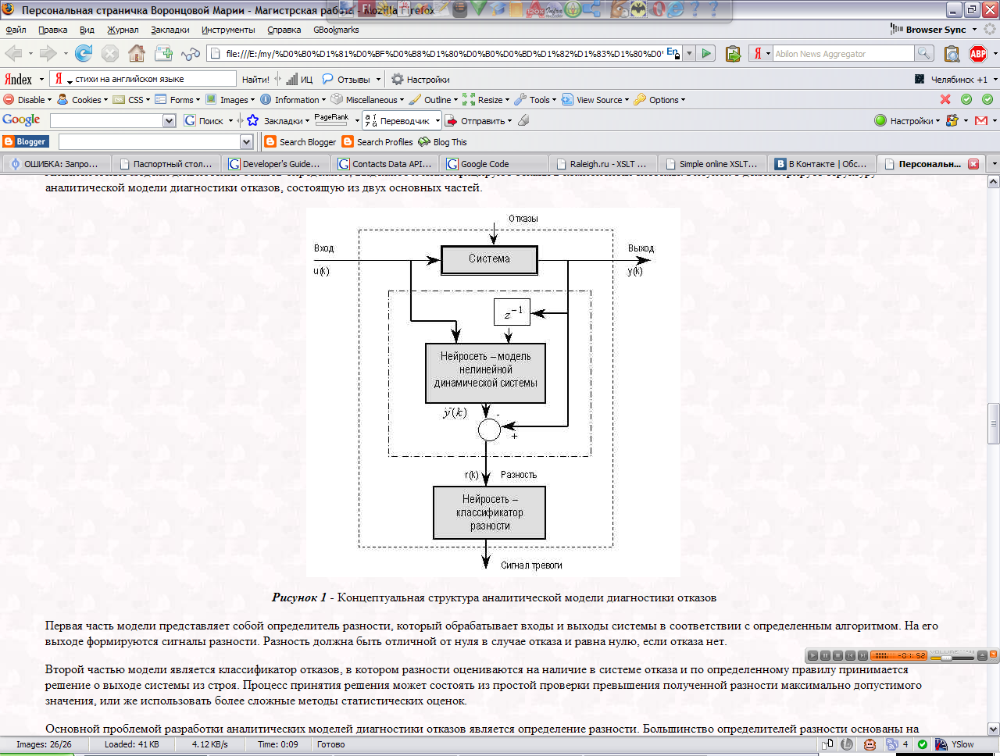 Персональная страничка Воронцовой Марии - Магистрская работа - Mozilla Firefox
Файл Правка Вид Журнал Закладки Инструменты Справка GBookmarks
Browser Sync
file:///E:/my/%D0%B0%D1%81%D0%BF%D0%B8%D1%80%D0%B0%D0%BD%D1%82%D1%83%D1%80%D0% En
Я Abilon News Aggregator ABP
Яndex Я стихи на английском языке Найти! ИЦ Отзывы Настройки Челябинск +1
Disable Cookies CSS Forms Images Information Miscellaneous Outline Resize Tools View Source Options
Google Поиск Закладки PageRank Переводчик Отправить Настройки
Blogger Search Blogger Search Profiles Blog This
ОШИБКА: Запро... Паспортный стол... Developer's Guide... Contacts Data API... Google Code Raleigh.ru - XSLT ... Simple online XSLT... В Контакте | Обс... Персональн...
аналитической модели диагностики отказов, состоящую из двух основных частей.
Отказы
Вход
Система
Выход
u(k)
y(k)
z⁻¹
Нейросеть – модель
нелинейной
динамической системы
ŷ(k)
-
+
r(k) Разность
Нейросеть –
классификатор
разности
Сигнал тревоги
Рисунок 1 - Концептуальная структура аналитической модели диагностики отказов
Первая часть модели представляет собой определитель разности, который обрабатывает входы и выходы системы в соответствии с определенным алгоритмом. На его
выходе формируются сигналы разности. Разность должна быть отличной от нуля в случае отказа и равна нулю, если отказа нет.
-01:52
Второй частью модели является классификатор отказов, в котором разности оцениваются на наличие в системе отказа и по определенному правилу принимается
решение о выходе системы из строя. Процесс принятия решения может состоять из простой проверки превышения полученной разности максимально допустимого
значения, или же использовать более сложные методы статистических оценок.
Основной проблемой разработки аналитических моделей диагностики отказов является определение разности. Большинство определителей разности основаны на
Images: 26/26 Loaded: 41 KB 4.12 KB/s Time: 0:09 Готово 4 YSlow